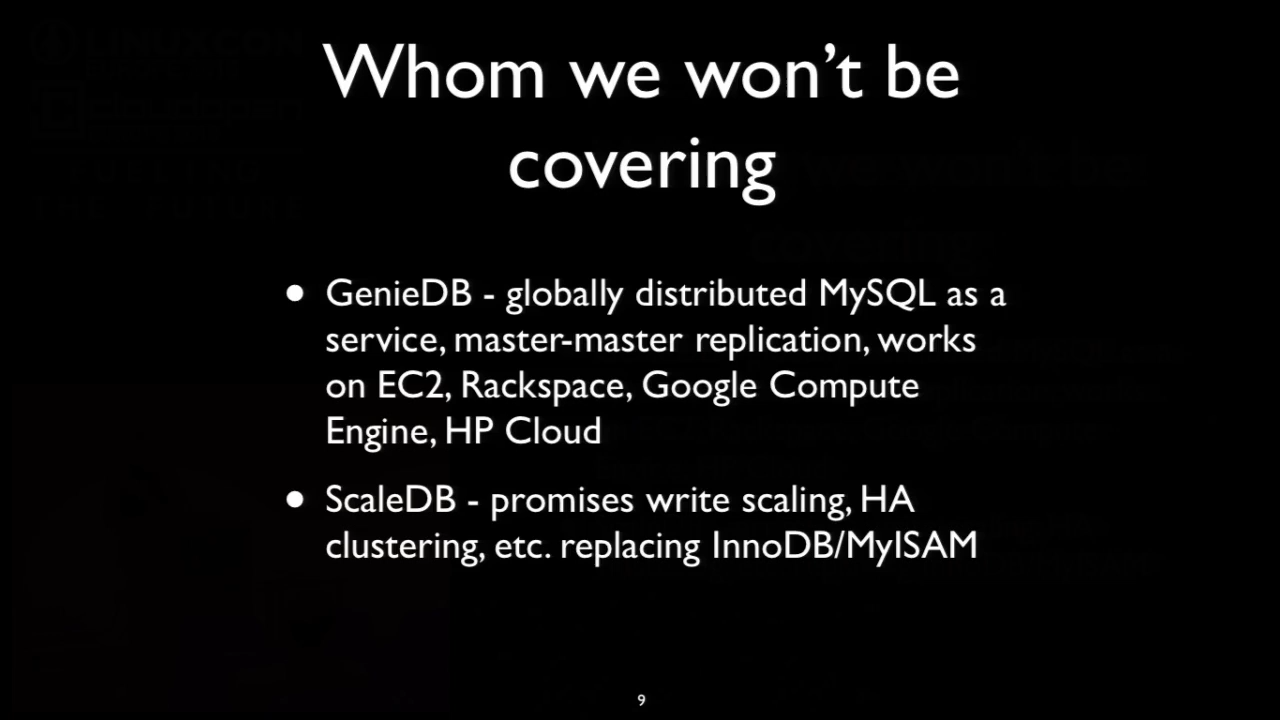 Whom we won't be
covering
• GenieDB - globally distributed MySQL as a
service, master-master replication, works
on EC2, Rackspace, Google Compute
Engine, HP Cloud
• ScaleDB - promises write scaling, HA
clustering, etc. replacing InnoDB/MyISAM
9